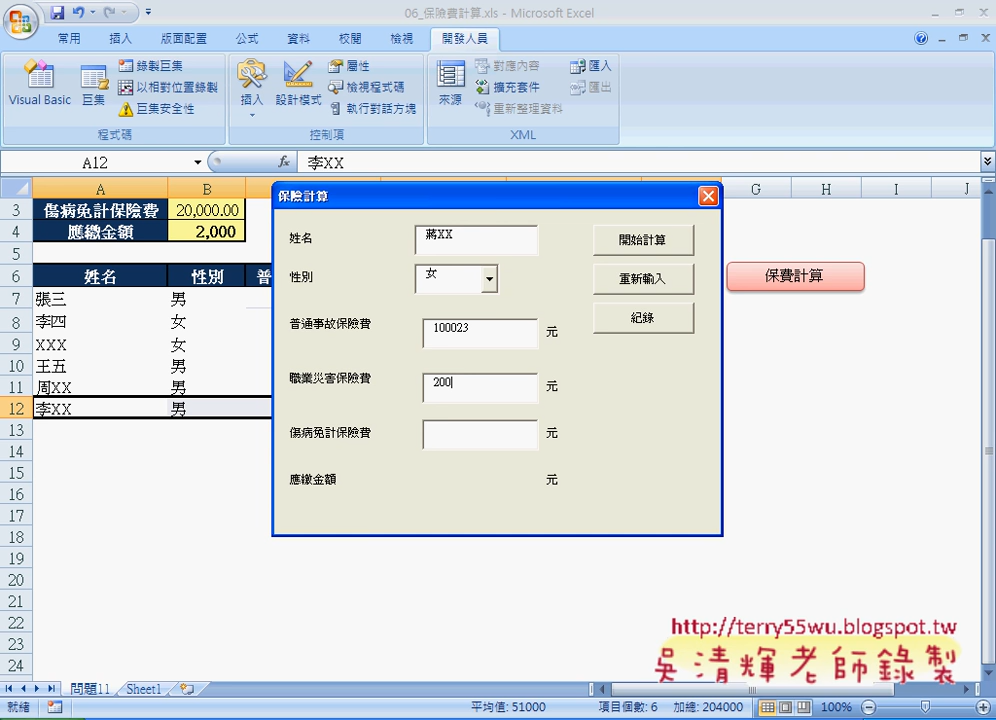 06_保險費計算.xls - Microsoft Excel
常用 插入 版面配置 公式 資料 校閱 檢視 開發人員
Visual Basic 巨集 錄製巨集 以相對位置錄製 巨集安全性 程式碼
插入 設計模式 屬性 檢視程式碼 執行對話方塊 控制項
來源 對應內容 擴充套件 重新整理資料 匯入 匯出 XML
A12 fx 李XX
A B G H I J
3 傷病免計保險費 20,000.00
4 應繳金額 2,000
5
6 姓名 性別 普
7 張三 男
8 李四 女
9 XXX 女
10 王五 男
11 周XX 男
12 李XX 男
13
14
15
16
17
18
19
20
21
22
23
24
保險計算
姓名 蔣XX 開始計算
性別 女 重新輸入
普通事故保險費 100023 元 紀錄
職業災害保險費 200 元
傷病免計保險費 元
應繳金額 元
保費計算
http://terry55wu.blogspot.tw
吳清輝老師錄製
問題11 Sheet1
就緒 平均值: 51000 項目個數: 6 加總: 204000 100%